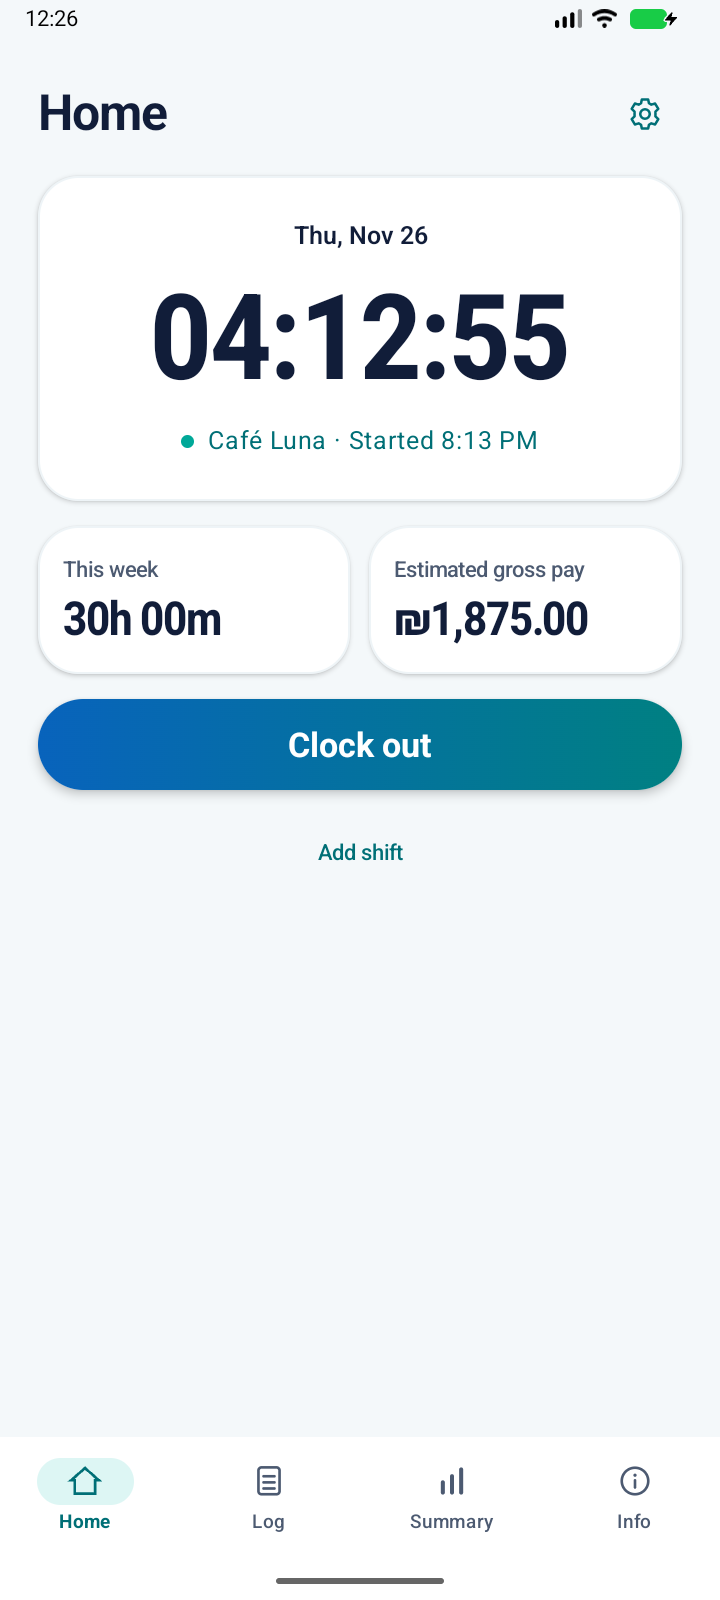 12:26
Home
Thu, Nov 26
04:12:55
Café Luna · Started 8:13 PM
This week
30h 00m
Estimated gross pay
₪1,875.00
Clock out
Add shift
Home
Log
Summary
Info